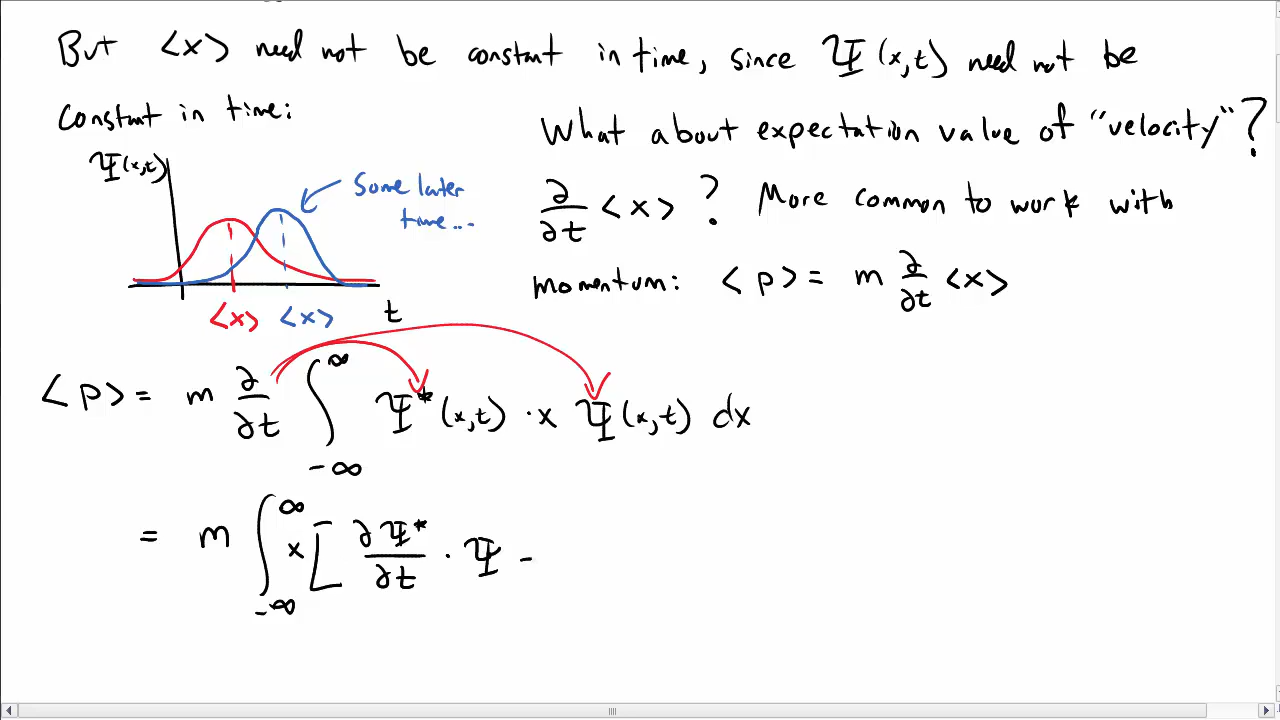 But <x> need not be constant in time, since Ψ(x,t) need not be
constant in time:
What about expectation value of "velocity"?
Ψ(x,t)
Some later
time...
∂/∂t <x> ? More common to work with
momentum: <p> = m ∂/∂t <x>
<x> <x> t
<p> = m ∂/∂t ∫_{-∞}^{∞} Ψ*(x,t) · x Ψ(x,t) dx
= m ∫_{-∞}^{∞} x [ ∂Ψ*/∂t · Ψ -